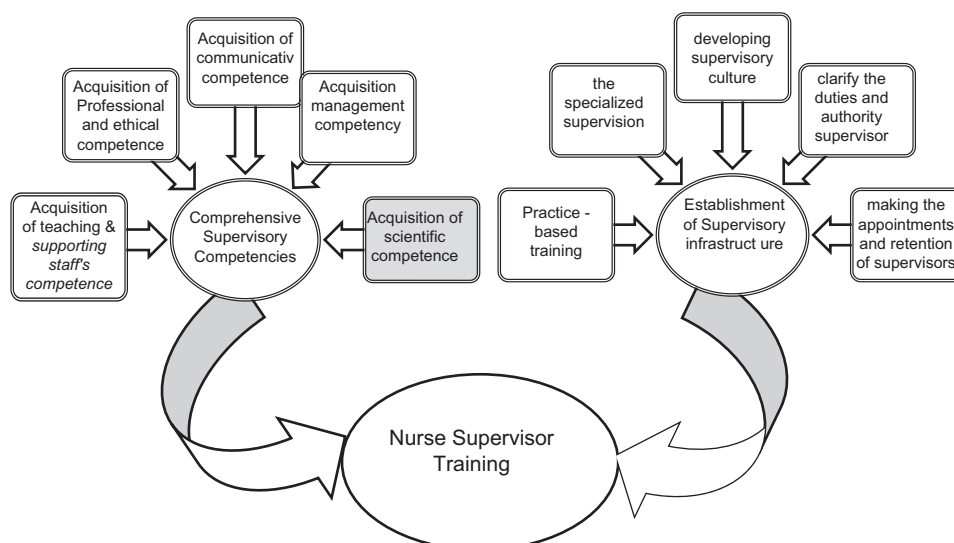 Acquisition of
communicativ
competence
Acquisition of
Professional
and ethical
competence
Acquisition
management
competency
Acquisition
of teaching &
supporting
staff's
competence
Comprehensive
Supervisory
Competencies
Acquisition of
scientific
competence
developing
supervisory
culture
the
specialized
supervision
clarify the
duties and
authority
supervisor
Practice -
based
training
Establishment
of Supervisory
infrastruct ure
making the
appointments
and retention
of supervisors
Nurse Supervisor
Training